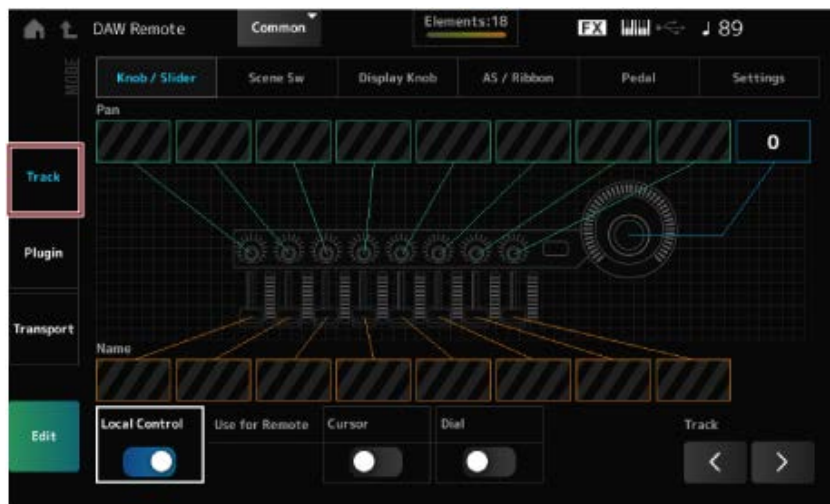 DAW Remote
Common
Elements:18
FX
♩ 89
MODE
Knob / Slider
Scene Sw
Display Knob
AS / Ribbon
Pedal
Settings
Pan
0
Track
Plugin
Transport
Name
Edit
Local Control
Use for Remote
Cursor
Dial
Track